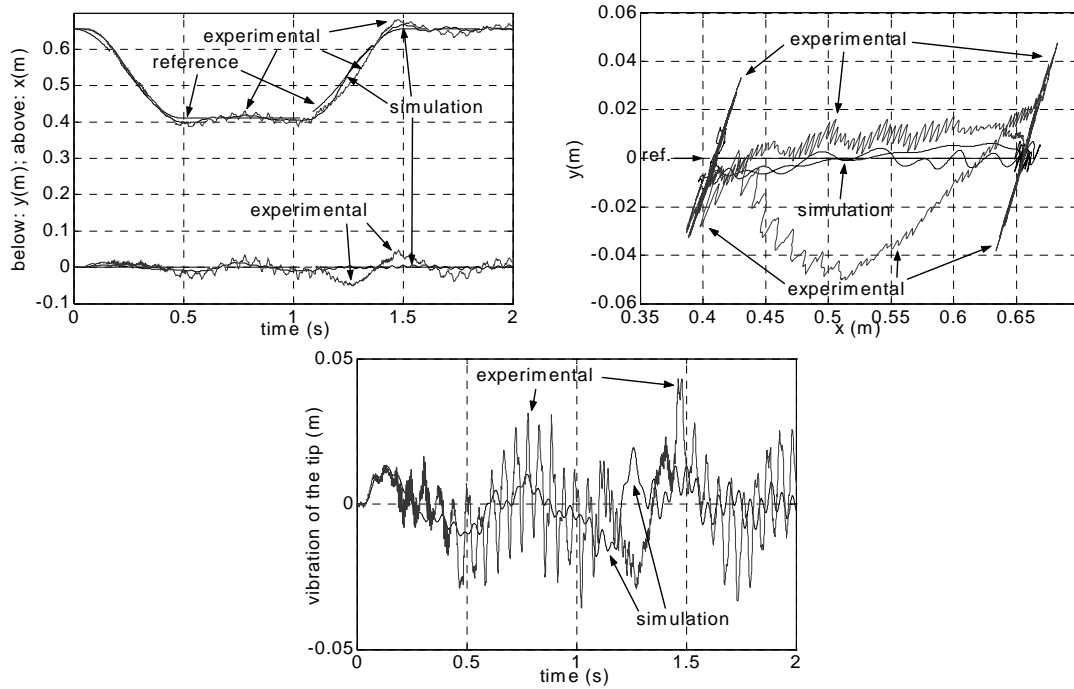 below: y(m); above: x(m)
0.6
0.5
0.4
0.3
0.2
0.1
0
-0.1
0
0.5
1
1.5
2
time (s)
experimental
reference
simulation
experimental
y(m)
0.06
0.04
0.02
0
-0.02
-0.04
-0.06
0.35
0.4
0.45
0.5
0.55
0.6
0.65
x (m)
experimental
ref.
simulation
experimental
vibration of the tip (m)
0.05
0
-0.05
0
0.5
1
1.5
2
time (s)
experimental
simulation